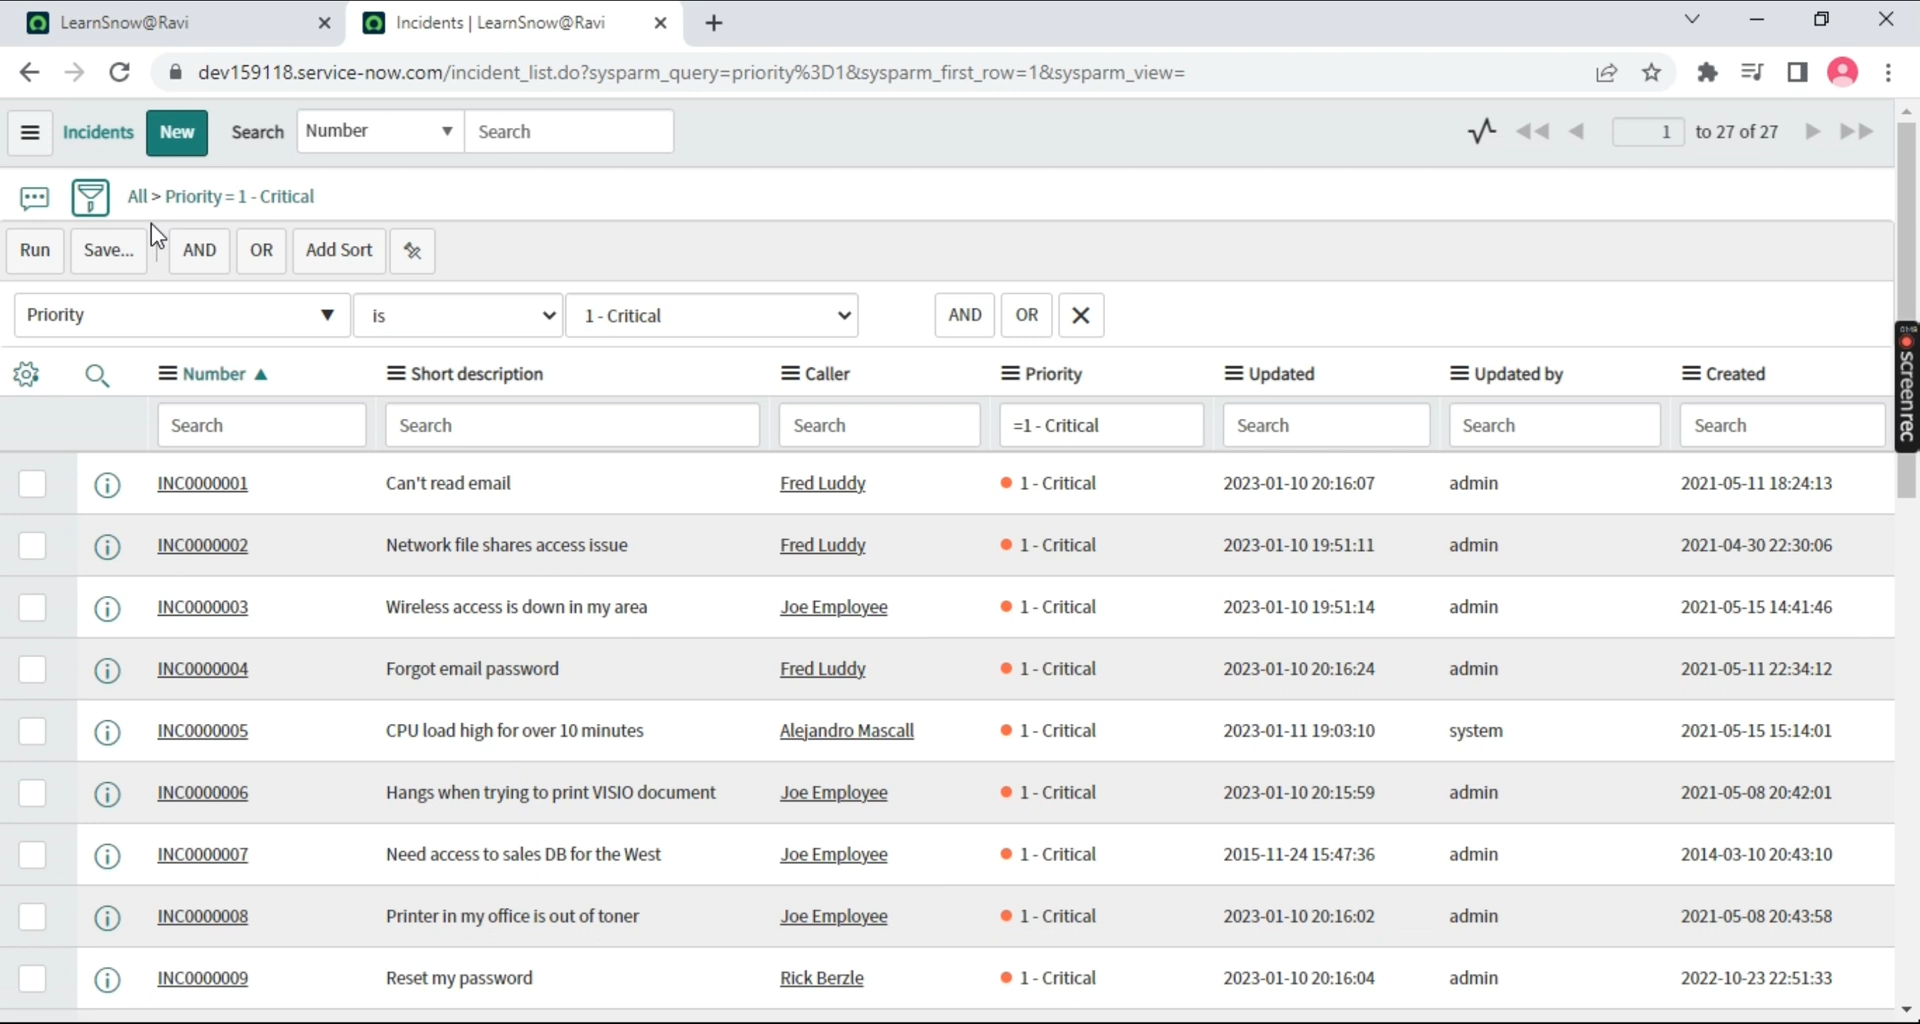 LearnSnow@Ravi
Incidents | LearnSnow@Ravi
dev159118.service-now.com/incident_list.do?sysparm_query=priority%3D1&sysparm_first_row=1&sysparm_view=
Incidents New Search Number Search 1 to 27 of 27
All > Priority = 1 - Critical
Run Save... AND OR Add Sort
Priority is 1 - Critical AND OR
Number Short description Caller Priority Updated Updated by Created
Search Search Search =1 - Critical Search Search Search
INC0000001 Can't read email Fred Luddy 1 - Critical 2023-01-10 20:16:07 admin 2021-05-11 18:24:13
INC0000002 Network file shares access issue Fred Luddy 1 - Critical 2023-01-10 19:51:11 admin 2021-04-30 22:30:06
INC0000003 Wireless access is down in my area Joe Employee 1 - Critical 2023-01-10 19:51:14 admin 2021-05-15 14:41:46
INC0000004 Forgot email password Fred Luddy 1 - Critical 2023-01-10 20:16:24 admin 2021-05-11 22:34:12
INC0000005 CPU load high for over 10 minutes Alejandro Mascall 1 - Critical 2023-01-11 19:03:10 system 2021-05-15 15:14:01
INC0000006 Hangs when trying to print VISIO document Joe Employee 1 - Critical 2023-01-10 20:15:59 admin 2021-05-08 20:42:01
INC0000007 Need access to sales DB for the West Joe Employee 1 - Critical 2015-11-24 15:47:36 admin 2014-03-10 20:43:10
INC0000008 Printer in my office is out of toner Joe Employee 1 - Critical 2023-01-10 20:16:02 admin 2021-05-08 20:43:58
INC0000009 Reset my password Rick Berzle 1 - Critical 2023-01-10 20:16:04 admin 2022-10-23 22:51:33
screenrec